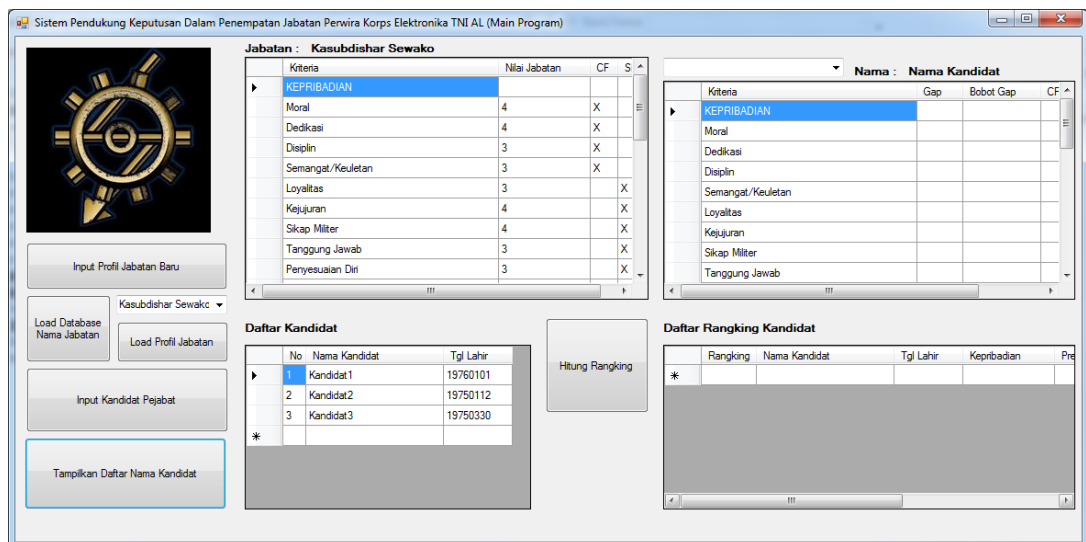 Sistem Pendukung Keputusan Dalam Penempatan Jabatan Perwira Korps Elektronika TNI AL (Main Program)
Jabatan : Kasubdishar Sewako
Kriteria Nilai Jabatan CF S
KEPRIBADIAN
Moral 4 X
Dedikasi 4 X
Disiplin 3 X
Semangat/Keuletan 3 X
Loyalitas 3 X
Kejujuran 4 X
Sikap Militer 4 X
Tanggung Jawab 3 X
Penyesuaian Diri 3 X
Nama : Nama Kandidat
Kriteria Gap Bobot Gap CF
KEPRIBADIAN
Moral
Dedikasi
Disiplin
Semangat/Keuletan
Loyalitas
Kejujuran
Sikap Militer
Tanggung Jawab
Input Profil Jabatan Baru
Load Database
Nama Jabatan
Kasubdishar Sewako
Load Profil Jabatan
Input Kandidat Pejabat
Tampilkan Daftar Nama Kandidat
Daftar Kandidat
No Nama Kandidat Tgl Lahir
1 Kandidat1 19760101
2 Kandidat2 19750112
3 Kandidat3 19750330
Hitung Rangking
Daftar Rangking Kandidat
Rangking Nama Kandidat Tgl Lahir Kepribadian Pre